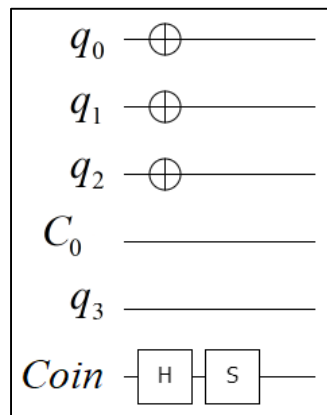 q₀
q₁
q₂
C₀
q₃
Coin H S